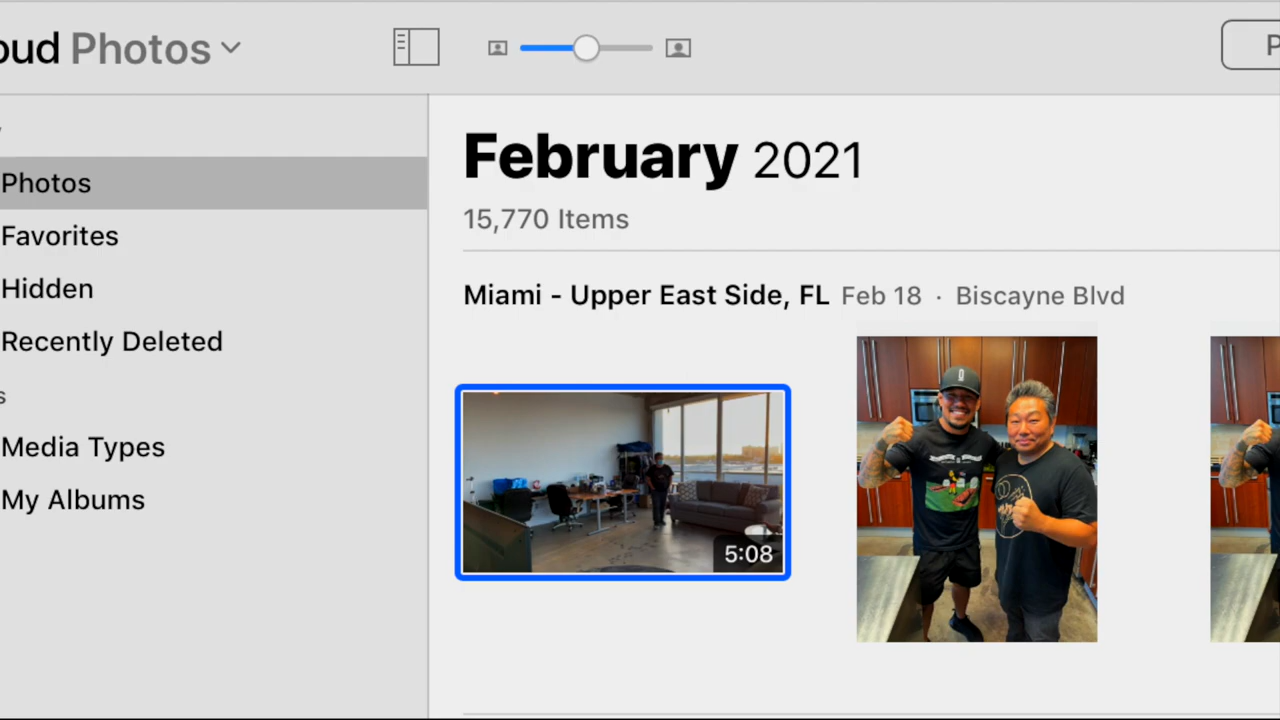 oud Photos
Photos
Favorites
Hidden
Recently Deleted
s
Media Types
My Albums
P
February 2021
15,770 Items
Miami - Upper East Side, FL Feb 18 · Biscayne Blvd
5:08